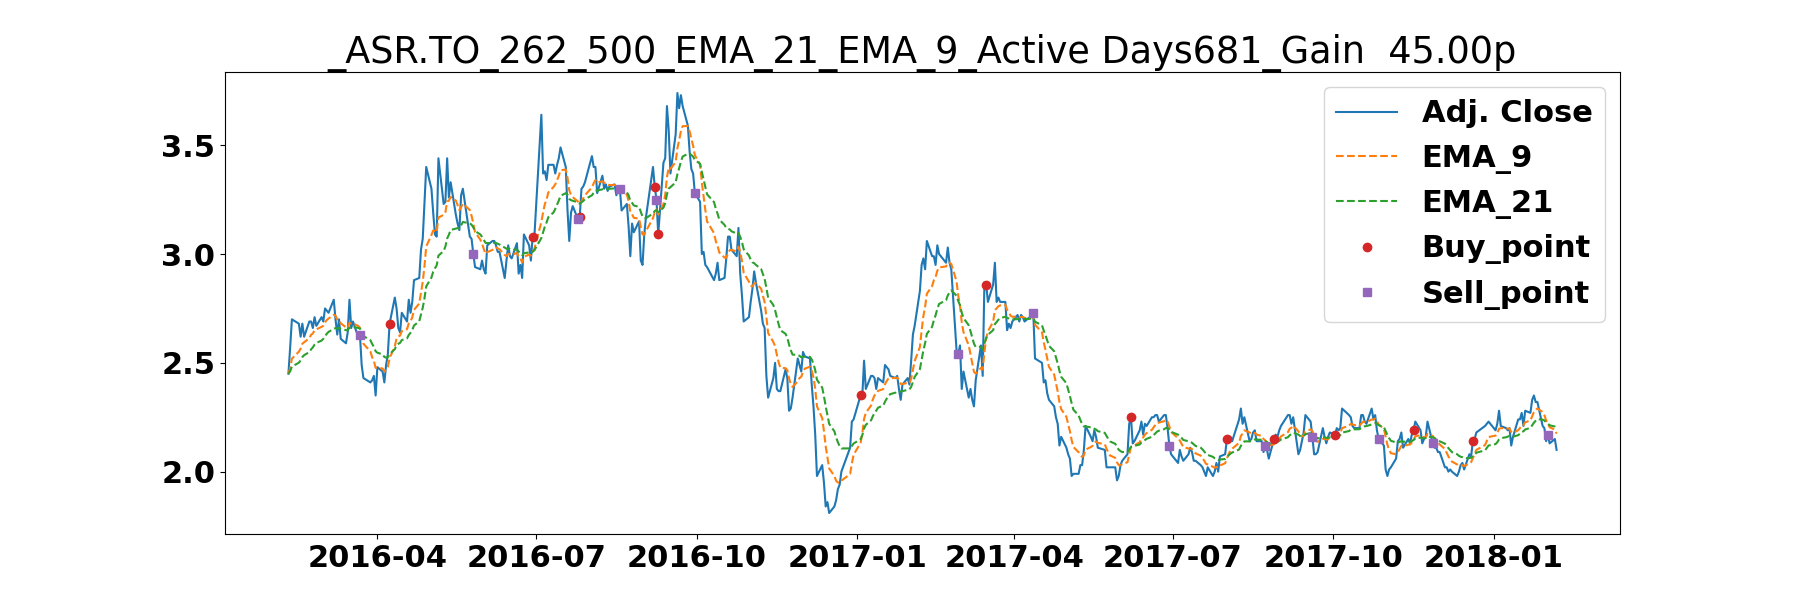 _ASR.TO_262_500_EMA_21_EMA_9_Active Days681_Gain  45.00p
Adj. Close
EMA_9
EMA_21
Buy_point
Sell_point
3.5
3.0
2.5
2.0
2016-04 2016-07 2016-10 2017-01 2017-04 2017-07 2017-10 2018-01